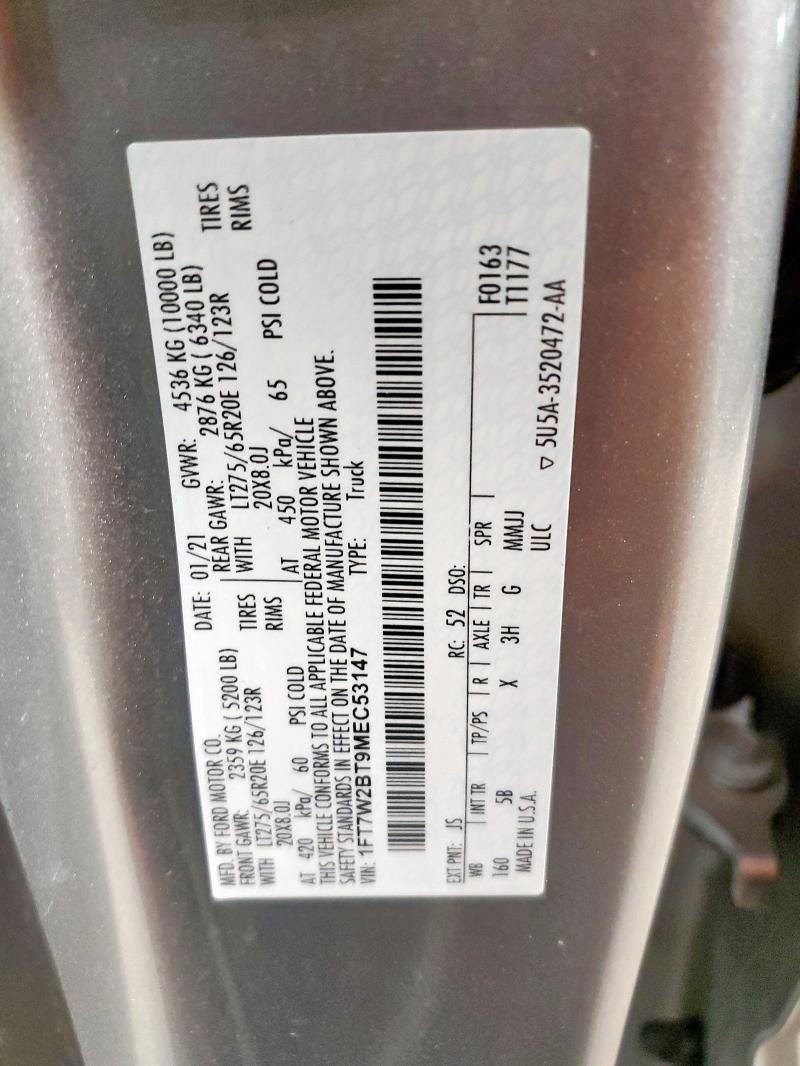 MFD. BY FORD MOTOR CO.
DATE: 01/21 GVWR: 4536 KG (10000 LB)
FRONT GAWR: 2359 KG ( 5200 LB) REAR GAWR: 2876 KG ( 6340 LB)
WITH LT275/65R20E 126/123R TIRES WITH LT275/65R20E 126/123R TIRES
20X8.0J RIMS 20X8.0J RIMS
AT 420 kPa/ 60 PSI COLD AT 450 kPa/ 65 PSI COLD
THIS VEHICLE CONFORMS TO ALL APPLICABLE FEDERAL MOTOR VEHICLE
SAFETY STANDARDS IN EFFECT ON THE DATE OF MANUFACTURE SHOWN ABOVE.
VIN: 1FT7W2BT9MEC53147 TYPE: Truck
EXT PNT: JS RC: 52 DSO: F0163
WB INT TR TP/PS R AXLE TR SPR T1177
160 5B X 3H G MMJJ
MADE IN U.S.A. ULC ▽ 5U5A-3520472-AA